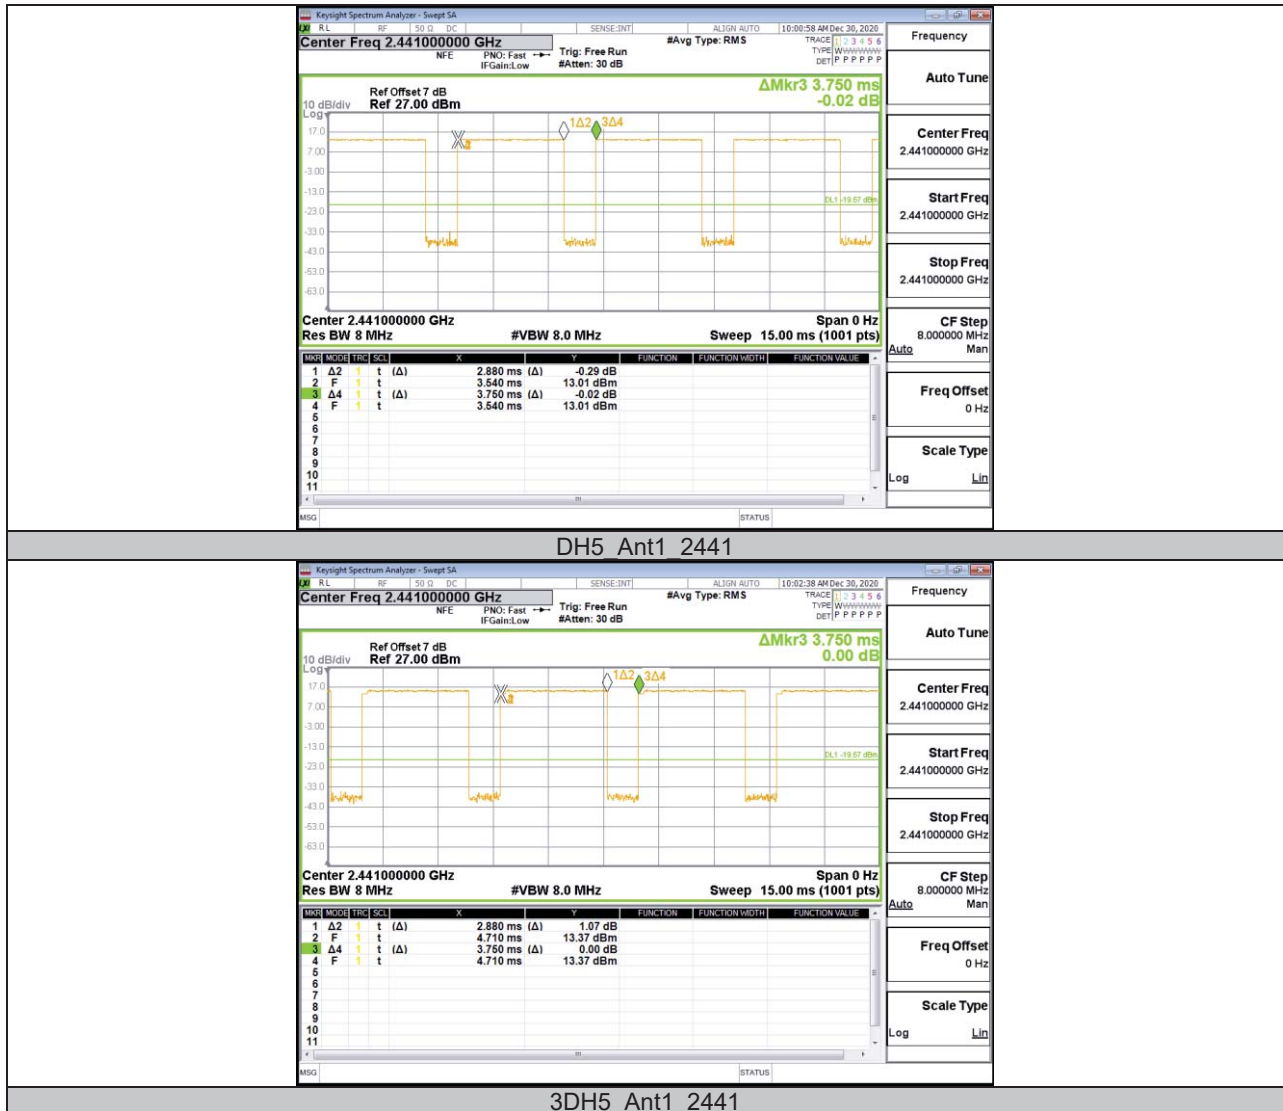 Keysight Spectrum Analyzer - Swept SA
RL RF 50 Ω DC SENSE:INT ALIGN AUTO 10:00:58 AM Dec 30, 2020
Center Freq 2.441000000 GHz #Avg Type: RMS TRACE 1 2 3 4 5 6
NFE PNO: Fast Trig: Free Run TYPE
IFGain:Low #Atten: 30 dB DET P P P P P P
Frequency
Auto Tune
Center Freq
2.441000000 GHz
Start Freq
2.441000000 GHz
Stop Freq
2.441000000 GHz
CF Step
8.000000 MHz
Auto Man
Freq Offset
0 Hz
Scale Type
Log Lin
ΔMkr3 3.750 ms
-0.02 dB
Ref Offset 7 dB
10 dB/div Ref 27.00 dBm
Log
1Δ2 3Δ4
17.0
7.00
-3.00
-13.0
DL1 -19.67 dBm
-23.0
-33.0
-43.0
-53.0
-63.0
Center 2.441000000 GHz Span 0 Hz
Res BW 8 MHz #VBW 8.0 MHz Sweep 15.00 ms (1001 pts)
MKR MODE TRC SCL X Y FUNCTION FUNCTION WIDTH FUNCTION VALUE
1 Δ2 1 t (Δ) 2.880 ms (Δ) -0.29 dB
2 F 1 t 3.540 ms 13.01 dBm
3 Δ4 1 t (Δ) 3.750 ms (Δ) -0.02 dB
4 F 1 t 3.540 ms 13.01 dBm
5
6
7
8
9
10
11
MSG STATUS
DH5_Ant1_2441
Keysight Spectrum Analyzer - Swept SA
RL RF 50 Ω DC SENSE:INT ALIGN AUTO 10:02:38 AM Dec 30, 2020
Center Freq 2.441000000 GHz #Avg Type: RMS TRACE 1 2 3 4 5 6
NFE PNO: Fast Trig: Free Run TYPE
IFGain:Low #Atten: 30 dB DET P P P P P P
Frequency
Auto Tune
Center Freq
2.441000000 GHz
Start Freq
2.441000000 GHz
Stop Freq
2.441000000 GHz
CF Step
8.000000 MHz
Auto Man
Freq Offset
0 Hz
Scale Type
Log Lin
ΔMkr3 3.750 ms
0.00 dB
Ref Offset 7 dB
10 dB/div Ref 27.00 dBm
Log
1Δ2 3Δ4
17.0
7.00
-3.00
-13.0
DL1 -19.67 dBm
-23.0
-33.0
-43.0
-53.0
-63.0
Center 2.441000000 GHz Span 0 Hz
Res BW 8 MHz #VBW 8.0 MHz Sweep 15.00 ms (1001 pts)
MKR MODE TRC SCL X Y FUNCTION FUNCTION WIDTH FUNCTION VALUE
1 Δ2 1 t (Δ) 2.880 ms (Δ) 1.07 dB
2 F 1 t 4.710 ms 13.37 dBm
3 Δ4 1 t (Δ) 3.750 ms (Δ) 0.00 dB
4 F 1 t 4.710 ms 13.37 dBm
5
6
7
8
9
10
11
MSG STATUS
3DH5_Ant1_2441